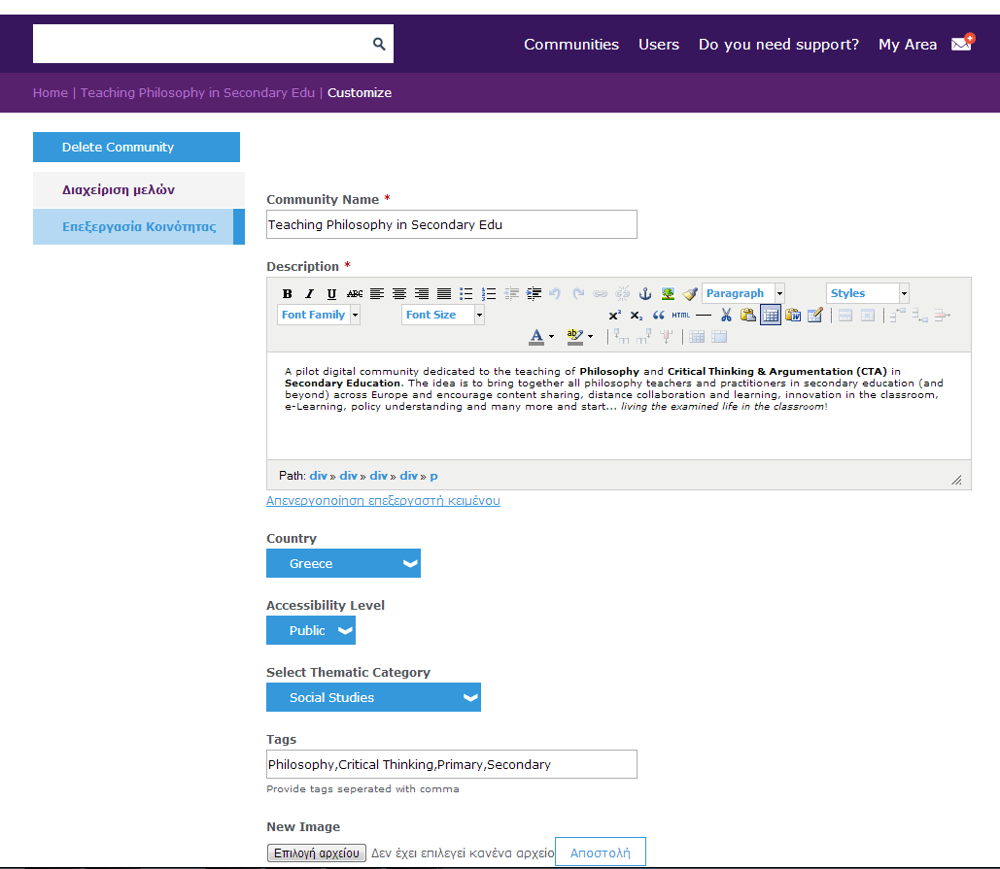 Communities Users Do you need support? My Area
Home | Teaching Philosophy in Secondary Edu | Customize
Delete Community
Διαχείριση μελών
Επεξεργασία Κοινότητας
Community Name *
Teaching Philosophy in Secondary Edu
Description *
B I U ABC Paragraph Styles
Font Family Font Size x² x₂ HTML
A ab
A pilot digital community dedicated to the teaching of Philosophy and Critical Thinking & Argumentation (CTA) in
Secondary Education. The idea is to bring together all philosophy teachers and practitioners in secondary education (and
beyond) across Europe and encourage content sharing, distance collaboration and learning, innovation in the classroom,
e-Learning, policy understanding and many more and start... living the examined life in the classroom!
Path: div » div » div » div » p
Απενεργοποίηση επεξεργαστή κειμένου
Country
Greece
Accessibility Level
Public
Select Thematic Category
Social Studies
Tags
Philosophy,Critical Thinking,Primary,Secondary
Provide tags seperated with comma
New Image
Επιλογή αρχείου Δεν έχει επιλεγεί κανένα αρχείο Αποστολή